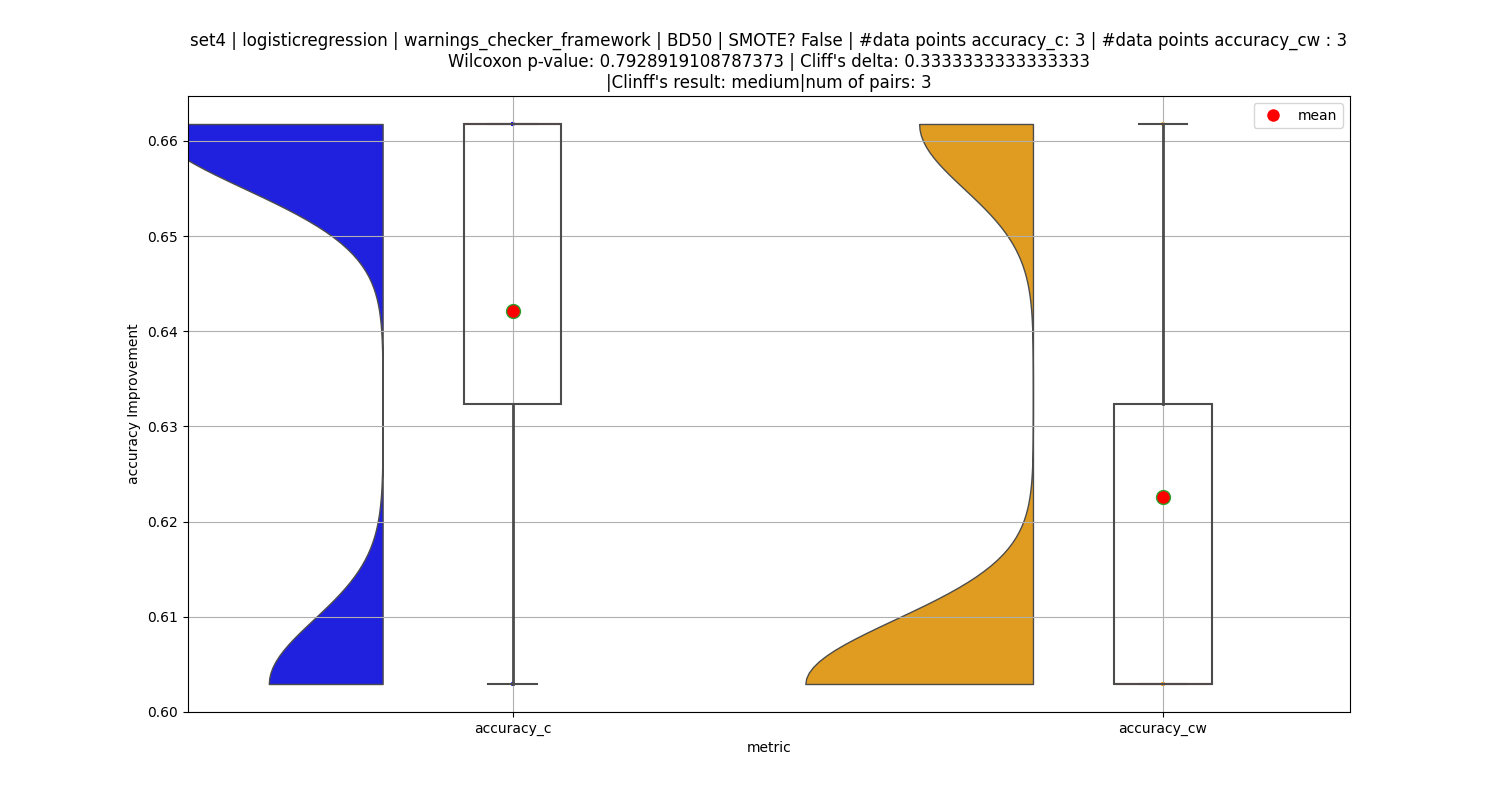 set4 | logisticregression | warnings_checker_framework | BD50 | SMOTE? False | #data points accuracy_c: 3 | #data points accuracy_cw : 3
Wilcoxon p-value: 0.7928919108787373 | Cliff's delta: 0.3333333333333333
|Clinff's result: medium|num of pairs: 3
mean
accuracy Improvement
0.66
0.65
0.64
0.63
0.62
0.61
0.60
accuracy_c
accuracy_cw
metric